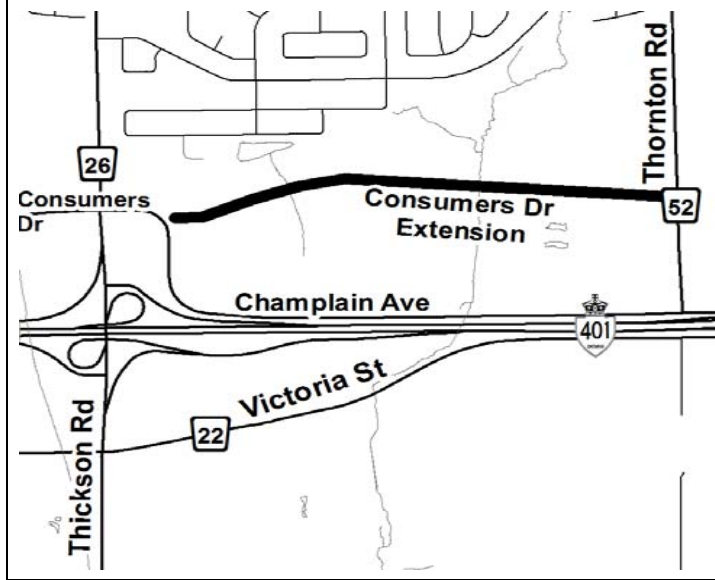 Thornton Rd
26
Consumers
Dr
Consumers Dr
Extension
52
Champlain Ave
401
Victoria St
22
Thickson Rd